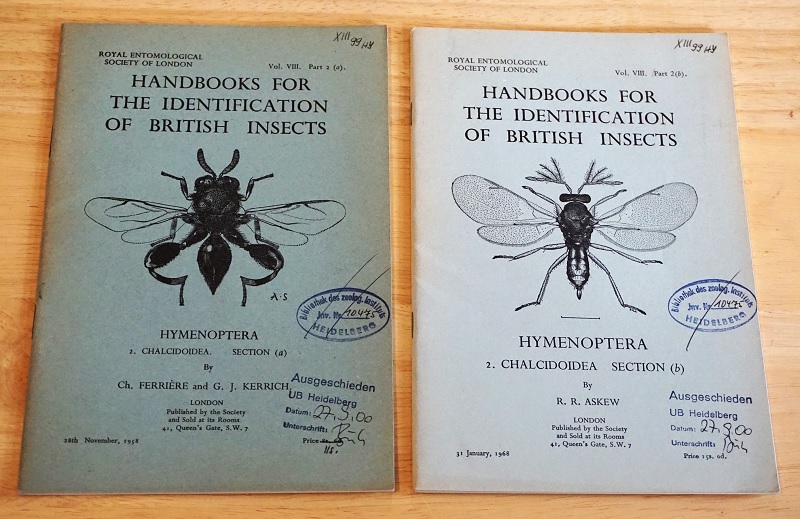 XIII 99 HY
ROYAL ENTOMOLOGICAL
SOCIETY OF LONDON
Vol. VIII. Part 2 (a).
HANDBOOKS FOR
THE IDENTIFICATION
OF BRITISH INSECTS
A·S
Bibliothek des zoolog. Instituts
Inv. Nr. 10475
HEIDELBERG
HYMENOPTERA
2. CHALCIDOIDEA. SECTION (a)
By
Ch. FERRIÈRE and G. J. KERRICH.
Ausgeschieden
UB Heidelberg
Datum: 27.9.00
Unterschrift:
LONDON
Published by the Society
and Sold at its Rooms
41, Queen's Gate, S.W. 7
28th November, 1958
Price
XIII 99 HY
ROYAL ENTOMOLOGICAL
SOCIETY OF LONDON
Vol. VIII. Part 2(b).
HANDBOOKS FOR
THE IDENTIFICATION
OF BRITISH INSECTS
Bibliothek des zoolog. Instituts
Inv. Nr. 10475
HEIDELBERG
HYMENOPTERA
2. CHALCIDOIDEA SECTION (b)
By
R. R. ASKEW
Ausgeschieden
UB Heidelberg
Datum: 27.9.00
Unterschrift:
LONDON
Published by the Society
and Sold at its Rooms
41, Queen's Gate, S.W. 7
31 January, 1968
Price 15s. 0d.